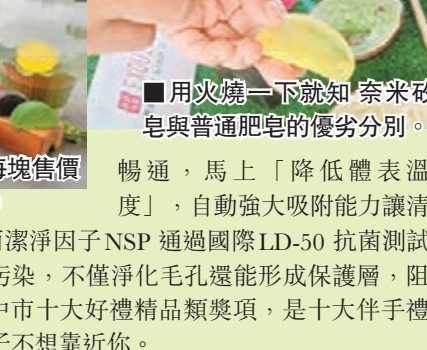 ■用火燒一下就知 奈米矽
皂與普通肥皂的優劣分別。
每塊售價
暢通，馬上「降低體表溫
度」，自動強大吸附能力讓清
潔淨因子NSP 通過國際LD-50 抗菌測試
污染，不僅淨化毛孔還能形成保護層，阻
中市十大好禮精品類獎項，是十大伴手禮
子不想靠近你。